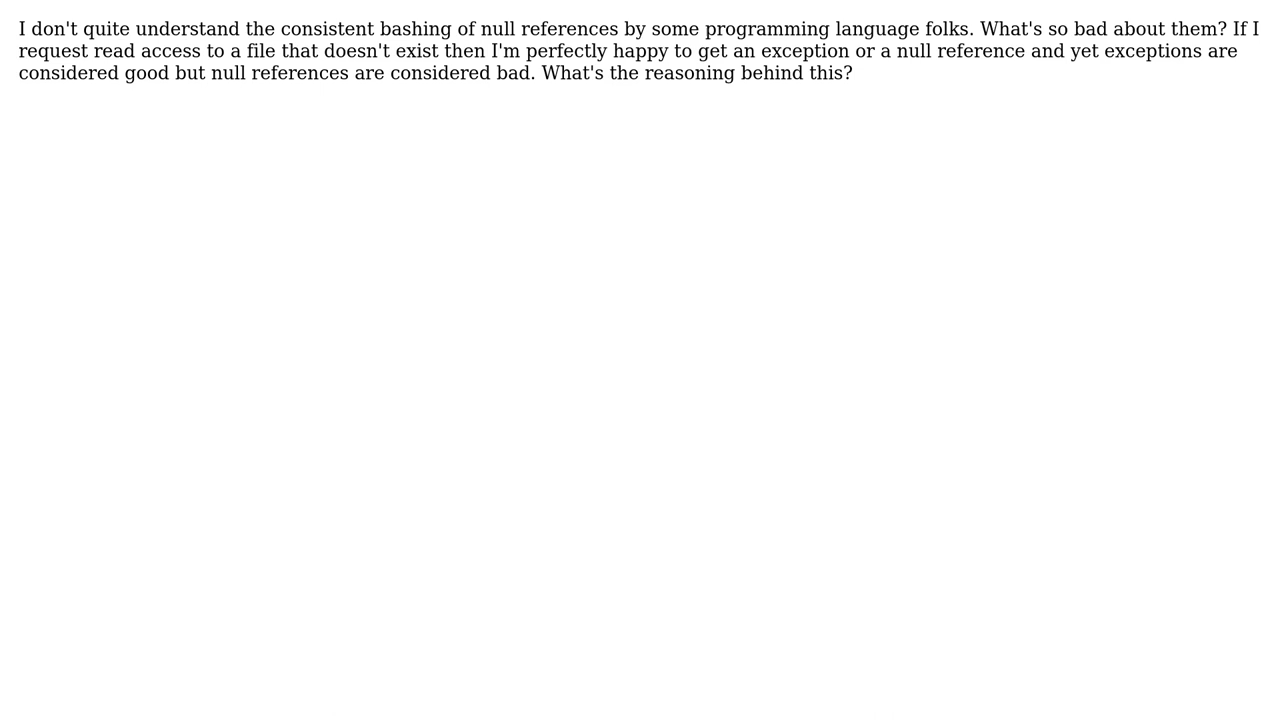 I don't quite understand the consistent bashing of null references by some programming language folks. What's so bad about them? If I
request read access to a file that doesn't exist then I'm perfectly happy to get an exception or a null reference and yet exceptions are
considered good but null references are considered bad. What's the reasoning behind this?